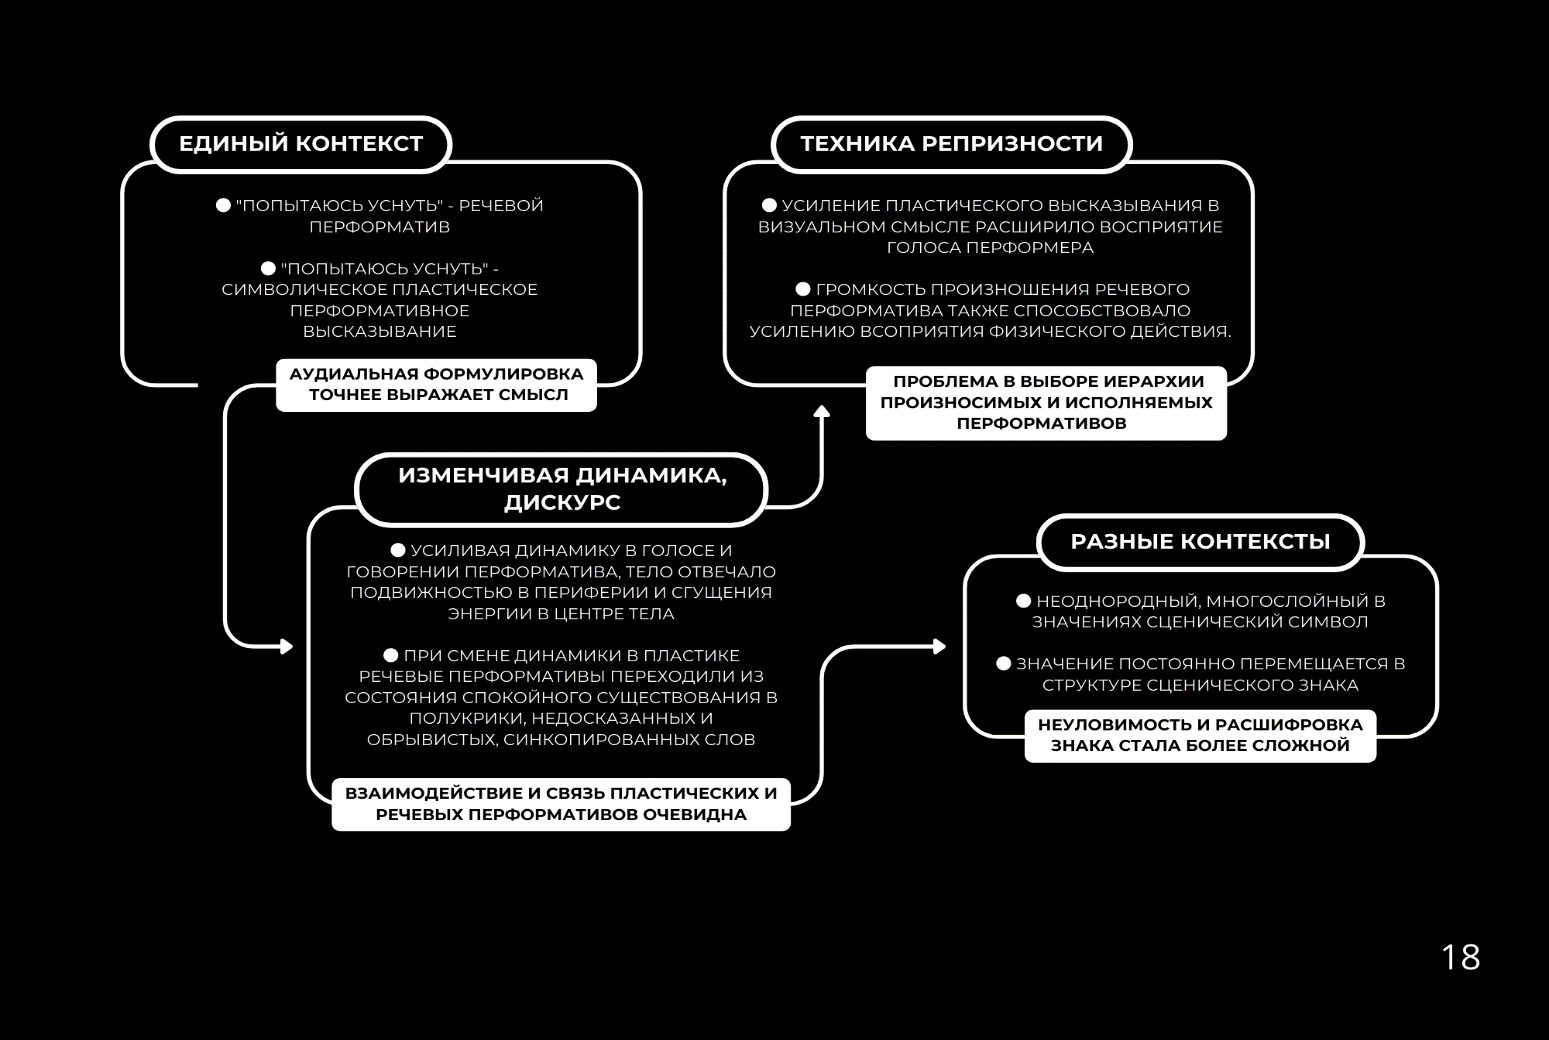 ЕДИНЫЙ КОНТЕКСТ
● "ПОПЫТАЮСЬ УСНУТЬ" - РЕЧЕВОЙ
ПЕРФОРМАТИВ
● "ПОПЫТАЮСЬ УСНУТЬ" -
СИМВОЛИЧЕСКОЕ ПЛАСТИЧЕСКОЕ
ПЕРФОРМАТИВНОЕ
ВЫСКАЗЫВАНИЕ
АУДИАЛЬНАЯ ФОРМУЛИРОВКА
ТОЧНЕЕ ВЫРАЖАЕТ СМЫСЛ
ИЗМЕНЧИВАЯ ДИНАМИКА,
ДИСКУРС
● УСИЛИВАЯ ДИНАМИКУ В ГОЛОСЕ И
ГОВОРЕНИИ ПЕРФОРМАТИВА, ТЕЛО ОТВЕЧАЛО
ПОДВИЖНОСТЬЮ В ПЕРИФЕРИИ И СГУЩЕНИЯ
ЭНЕРГИИ В ЦЕНТРЕ ТЕЛА
● ПРИ СМЕНЕ ДИНАМИКИ В ПЛАСТИКЕ
РЕЧЕВЫЕ ПЕРФОРМАТИВЫ ПЕРЕХОДИЛИ ИЗ
СОСТОЯНИЯ СПОКОЙНОГО СУЩЕСТВОВАНИЯ В
ПОЛУКРИКИ, НЕДОСКАЗАННЫХ И
ОБРЫВИСТЫХ, СИНКОПИРОВАННЫХ СЛОВ
ВЗАИМОДЕЙСТВИЕ И СВЯЗЬ ПЛАСТИЧЕСКИХ И
РЕЧЕВЫХ ПЕРФОРМАТИВОВ ОЧЕВИДНА
ТЕХНИКА РЕПРИЗНОСТИ
● УСИЛЕНИЕ ПЛАСТИЧЕСКОГО ВЫСКАЗЫВАНИЯ В
ВИЗУАЛЬНОМ СМЫСЛЕ РАСШИРИЛО ВОСПРИЯТИЕ
ГОЛОСА ПЕРФОРМЕРА
● ГРОМКОСТЬ ПРОИЗНОШЕНИЯ РЕЧЕВОГО
ПЕРФОРМАТИВА ТАКЖЕ СПОСОБСТВОВАЛО
УСИЛЕНИЮ ВСОПРИЯТИЯ ФИЗИЧЕСКОГО ДЕЙСТВИЯ.
ПРОБЛЕМА В ВЫБОРЕ ИЕРАРХИИ
ПРОИЗНОСИМЫХ И ИСПОЛНЯЕМЫХ
ПЕРФОРМАТИВОВ
РАЗНЫЕ КОНТЕКСТЫ
● НЕОДНОРОДНЫЙ, МНОГОСЛОЙНЫЙ В
ЗНАЧЕНИЯХ СЦЕНИЧЕСКИЙ СИМВОЛ
● ЗНАЧЕНИЕ ПОСТОЯННО ПЕРЕМЕЩАЕТСЯ В
СТРУКТУРЕ СЦЕНИЧЕСКОГО ЗНАКА
НЕУЛОВИМОСТЬ И РАСШИФРОВКА
ЗНАКА СТАЛА БОЛЕЕ СЛОЖНОЙ
18